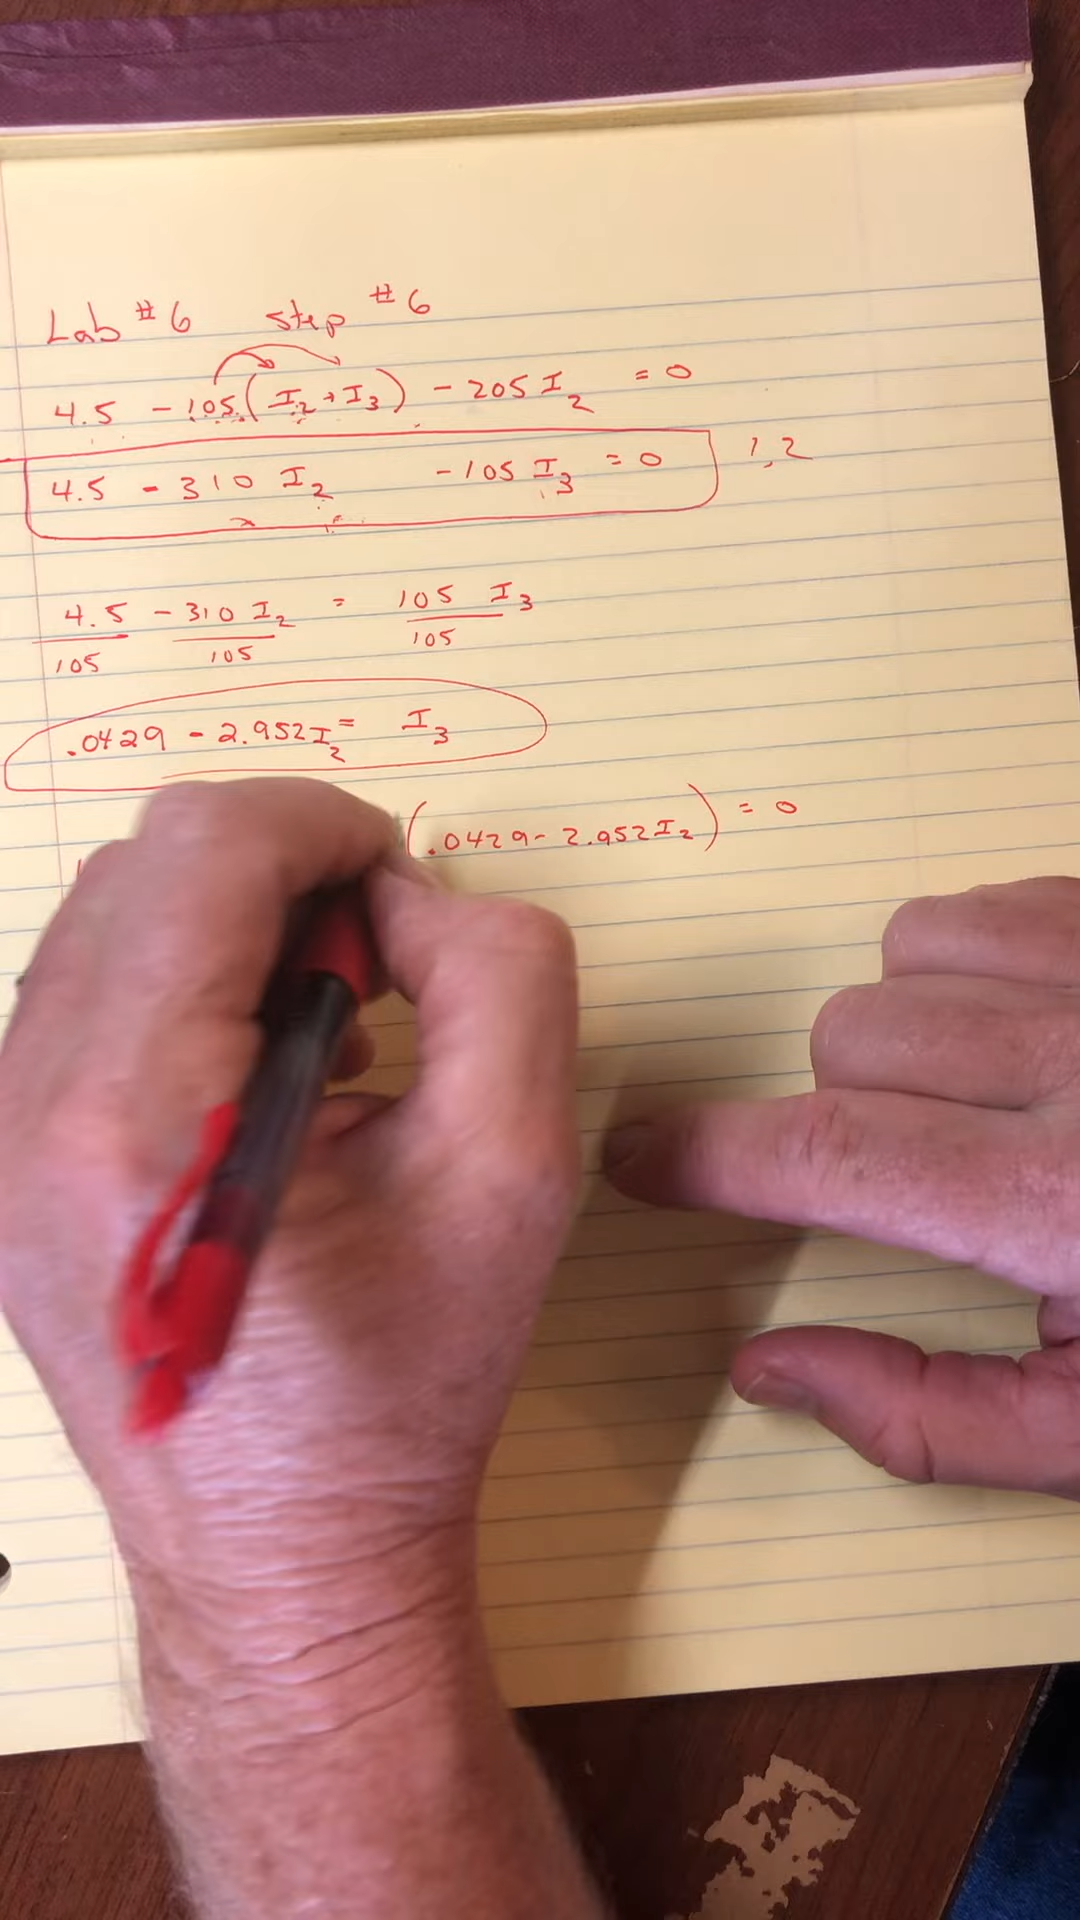 Lab #6 step #6
4.5 - 105(I₂ + I₃) - 205 I₂ = 0
4.5 - 310 I₂ - 105 I₃ = 0 1,2
4.5 - 310 I₂ = 105 I₃
105 105 105
.0429 - 2.952 I₂ = I₃
(.0429 - 2.952 I₂) = 0